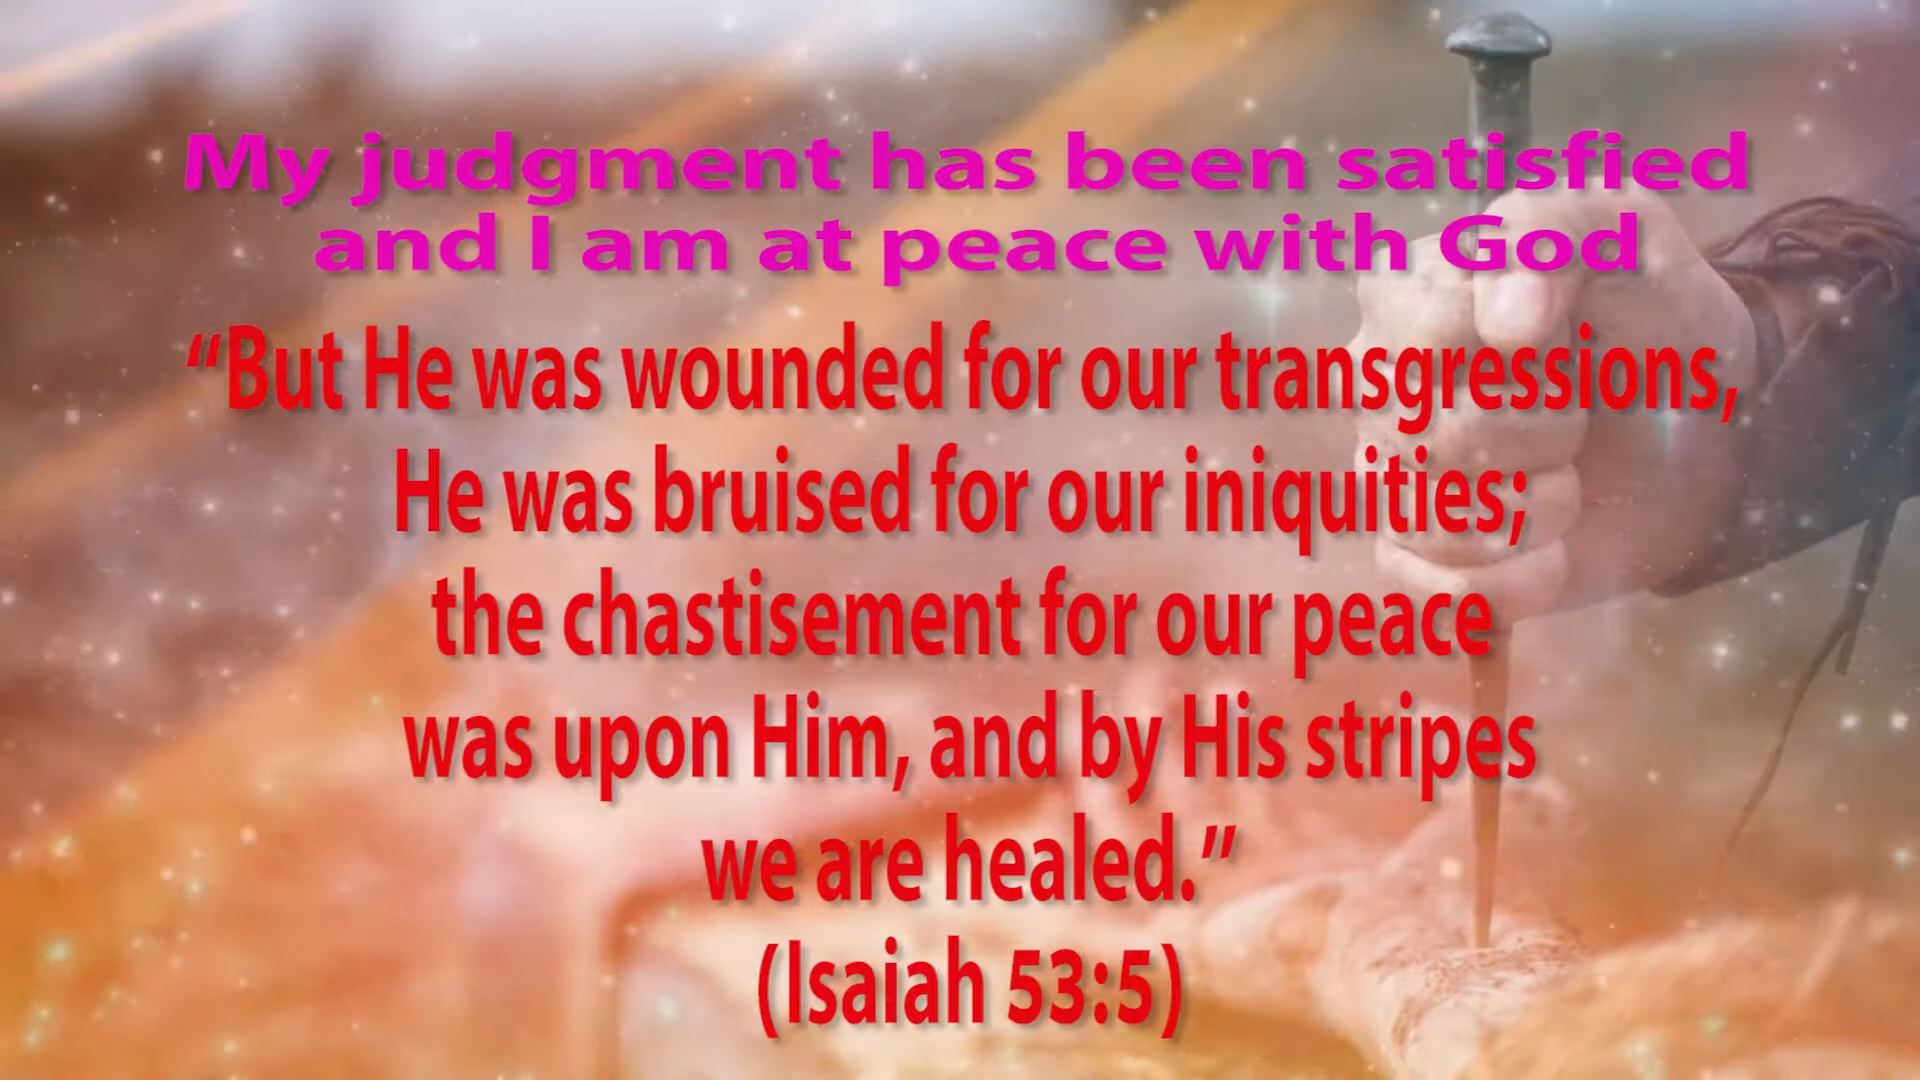 My judgment has been satisfied
and I am at peace with God
“But He was wounded for our transgressions,
He was bruised for our iniquities;
the chastisement for our peace
was upon Him, and by His stripes
we are healed.”
(Isaiah 53:5)